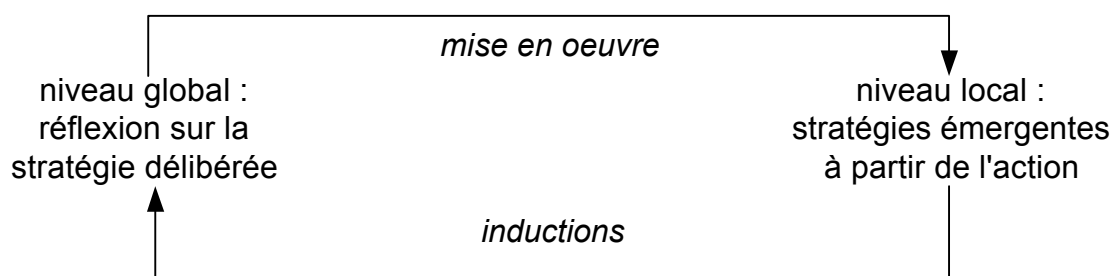 mise en oeuvre
niveau global :
réflexion sur la
stratégie délibérée
niveau local :
stratégies émergentes
à partir de l'action
inductions